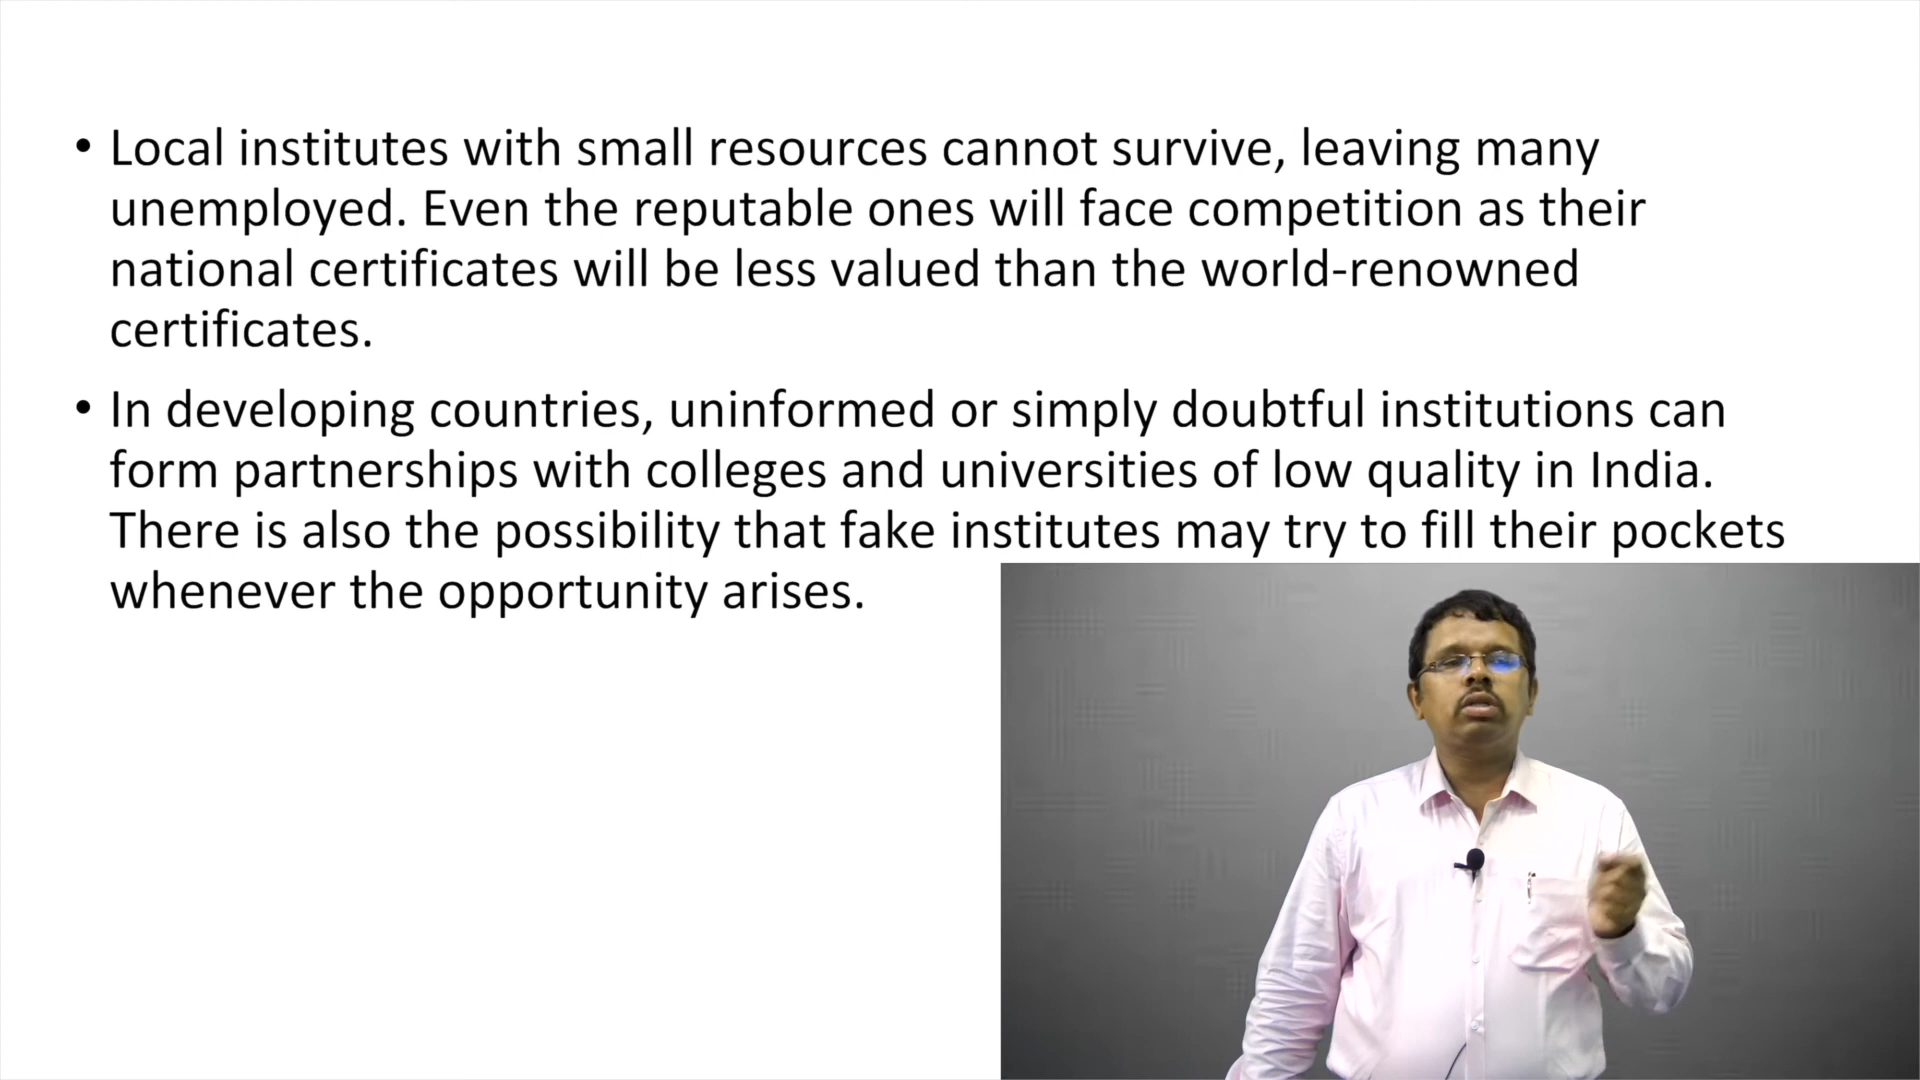 • Local institutes with small resources cannot survive, leaving many
unemployed. Even the reputable ones will face competition as their
national certificates will be less valued than the world-renowned
certificates.
• In developing countries, uninformed or simply doubtful institutions can
form partnerships with colleges and universities of low quality in India.
There is also the possibility that fake institutes may try to fill their pockets
whenever the opportunity arises.